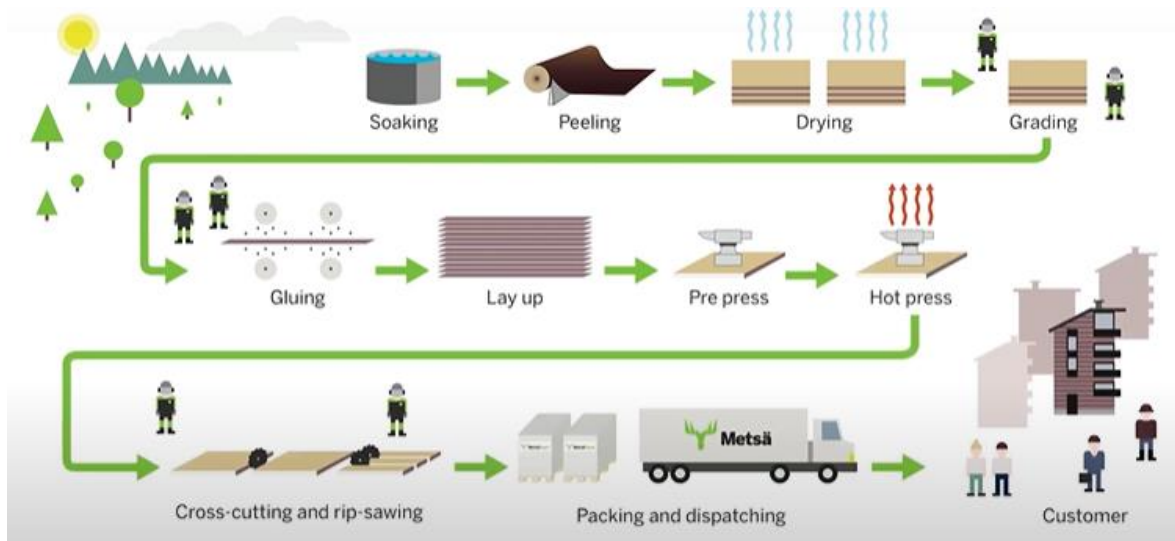 Soaking
Peeling
Drying
Grading
Gluing
Lay up
Pre press
Hot press
Metsä
Cross-cutting and rip-sawing
Packing and dispatching
Customer